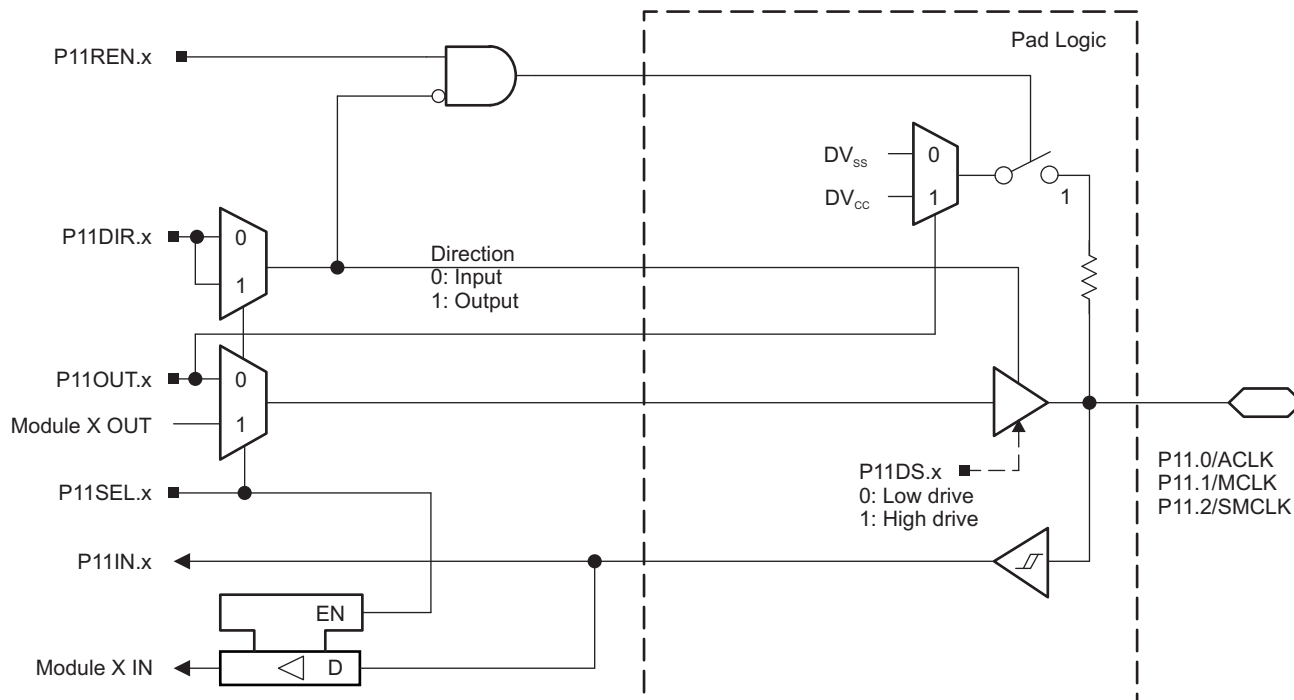 Pad Logic
P11REN.x
DVSS
0
DVCC
1
1
P11DIR.x
0
1
Direction
0: Input
1: Output
P11OUT.x
0
Module X OUT
1
P11DS.x
0: Low drive
1: High drive
P11.0/ACLK
P11.1/MCLK
P11.2/SMCLK
P11SEL.x
P11IN.x
EN
Module X IN
D